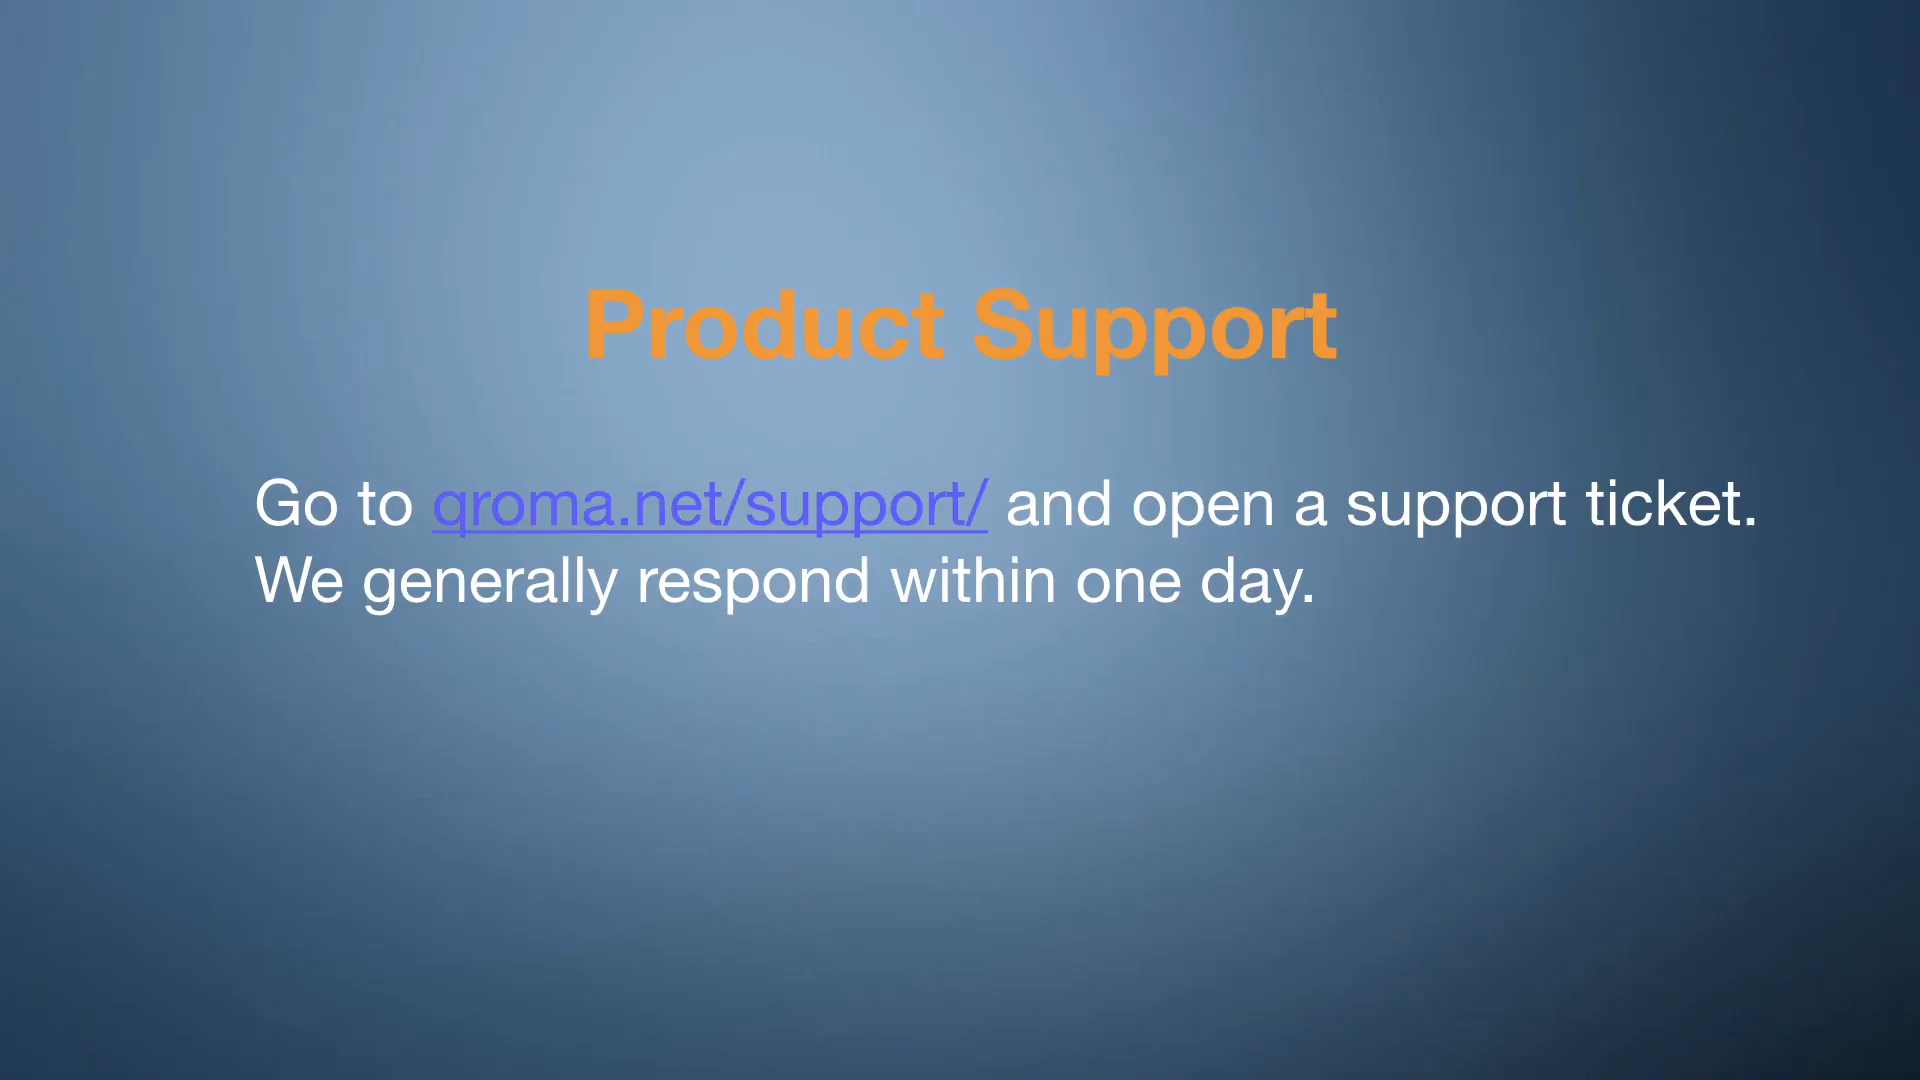 Product Support
Go to qroma.net/support/ and open a support ticket.
We generally respond within one day.